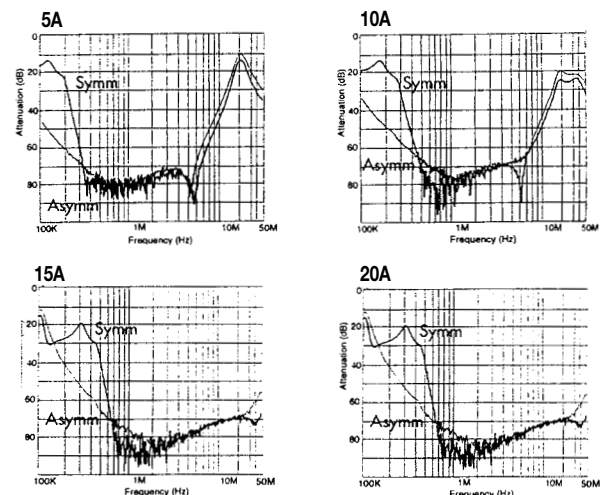 5A
0
20
40
60
80
Attenuation (dB)
Symm
Asymm
100K 1M 10M 50M
Frequency (Hz)
10A
0
20
40
60
80
Attenuation (dB)
Symm
Asymm
100K 1M 10M 50M
Frequency (Hz)
15A
0
20
40
60
80
Attenuation (dB)
Symm
Asymm
100K 1M 10M 50M
Frequency (Hz)
20A
0
20
40
60
80
Attenuation (dB)
Symm
Asymm
100K 1M 10M 50M
Frequency (Hz)